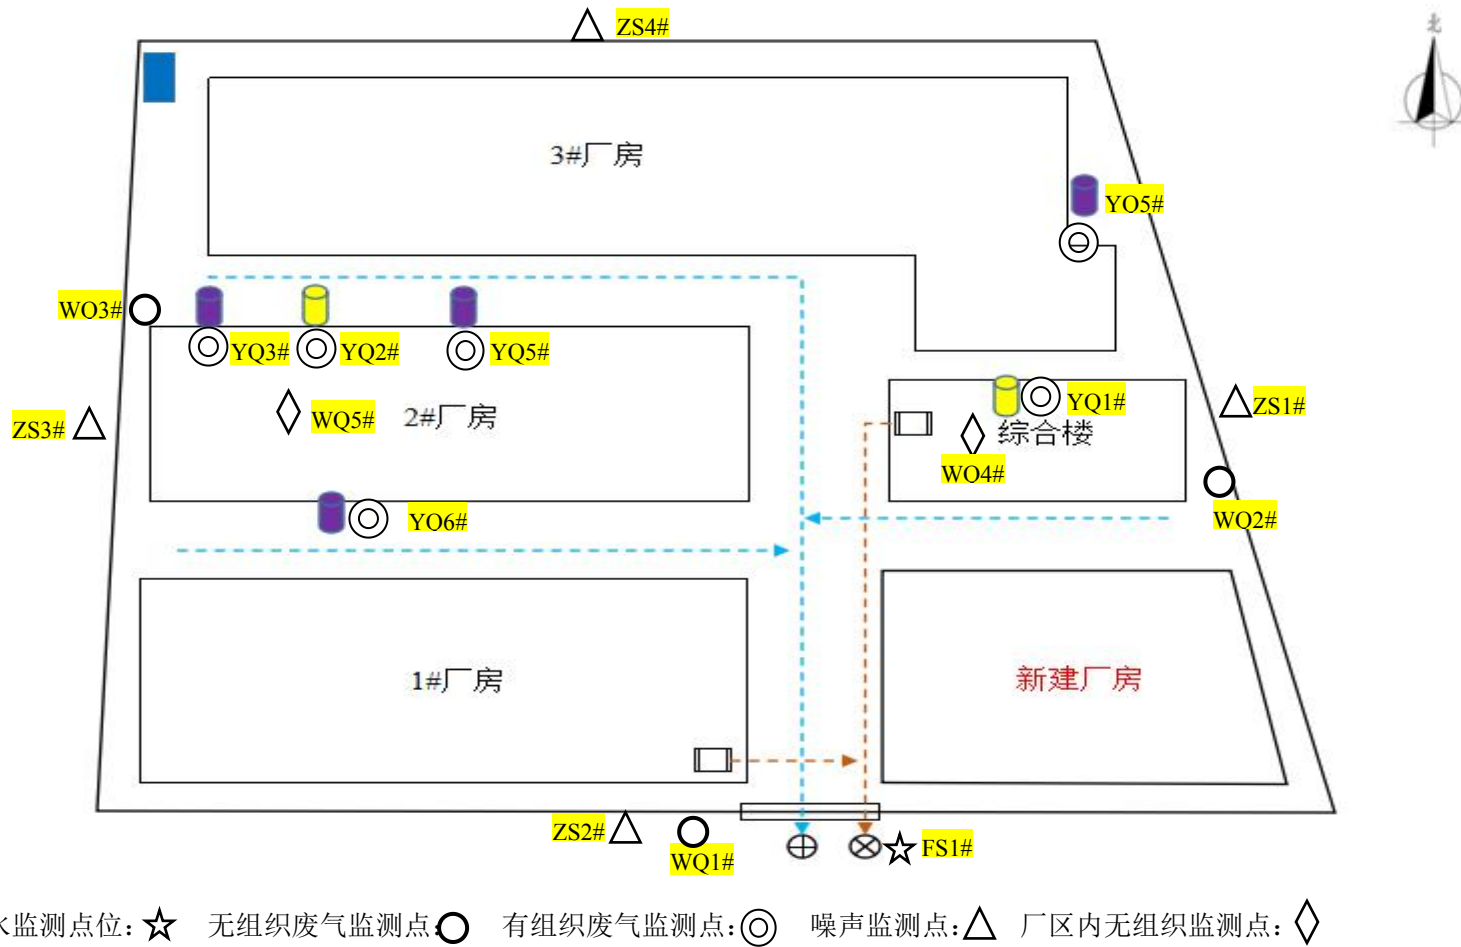 ZS4#
北
3#厂房
YO5#
WO3#
YQ3#
YQ2#
YQ5#
ZS3#
WQ5#
2#厂房
YQ1#
ZS1#
综合楼
WO4#
WQ2#
YO6#
1#厂房
新建厂房
ZS2#
WQ1#
FS1#
水监测点位: 无组织废气监测点: 有组织废气监测点: 噪声监测点: 厂区内无组织监测点: